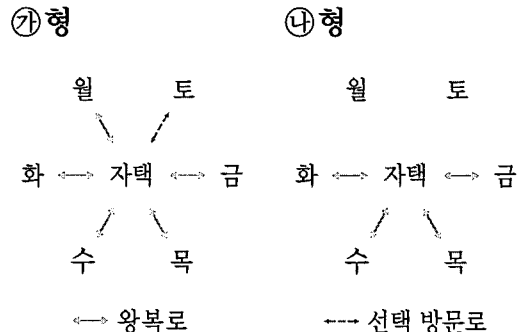 ㉮형 ㉯형
월 토 월 토
화 자택 금 화 자택 금
수 목 수 목
왕복로 선택 방문로